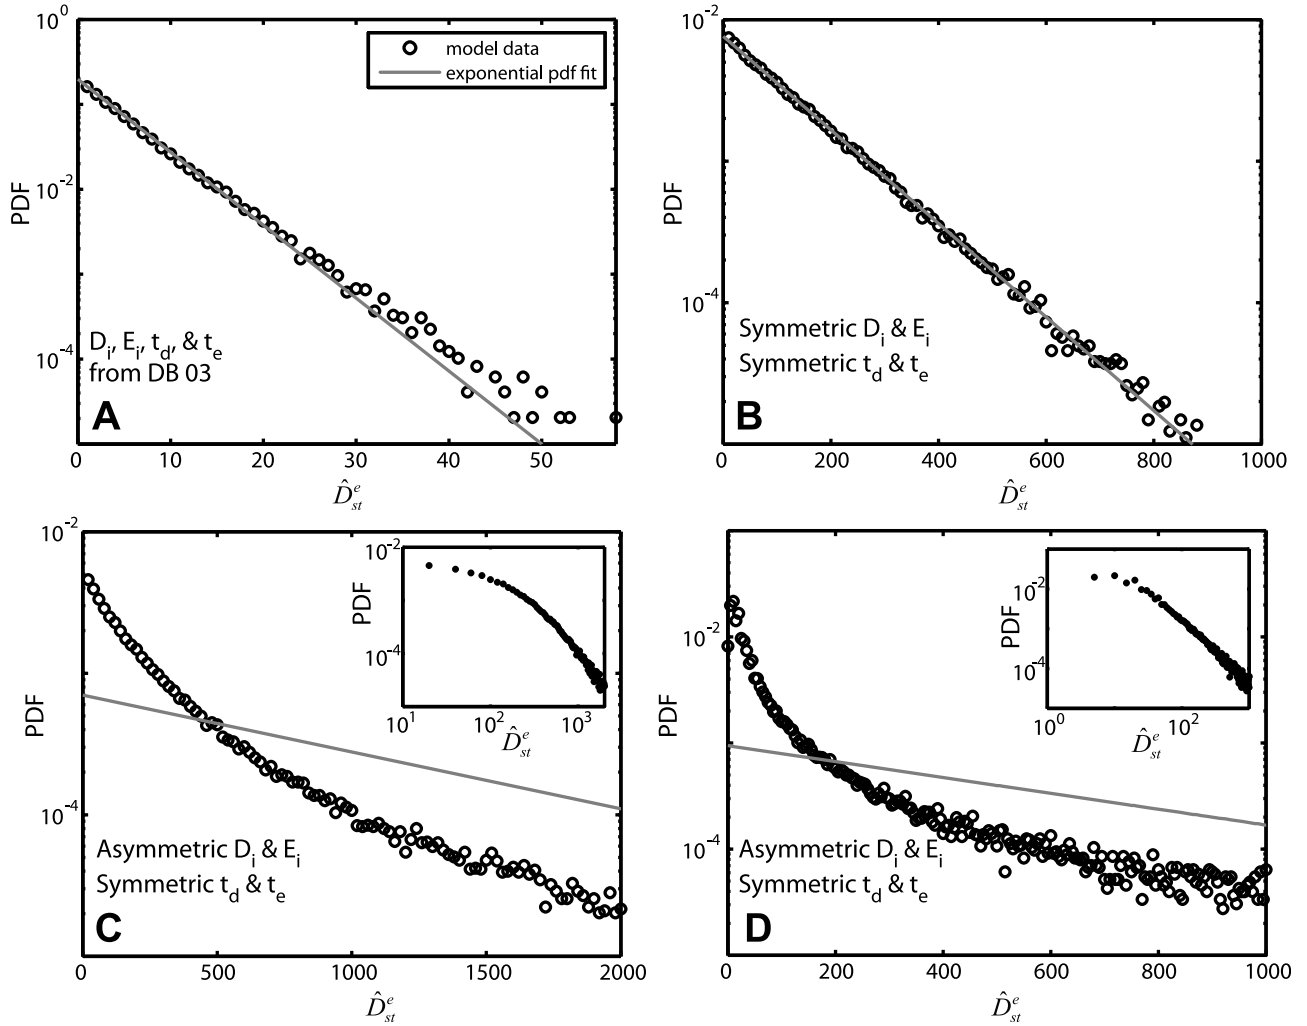 10^0
10^-2
10^-4
PDF
model data
exponential pdf fit
D_i, E_i, t_d, & t_e
from DB 03
A
0 10 20 30 40 50
D̂_st^e
10^-2
10^-4
PDF
Symmetric D_i & E_i
Symmetric t_d & t_e
B
0 200 400 600 800 1000
D̂_st^e
10^-2
10^-4
PDF
10^-2
10^-4
PDF
10^1 10^2 10^3
D̂_st^e
Asymmetric D_i & E_i
Symmetric t_d & t_e
C
0 500 1000 1500 2000
D̂_st^e
10^-2
10^-4
PDF
10^-2
10^-4
PDF
10^0 10^2
D̂_st^e
Asymmetric D_i & E_i
Symmetric t_d & t_e
D
0 200 400 600 800 1000
D̂_st^e